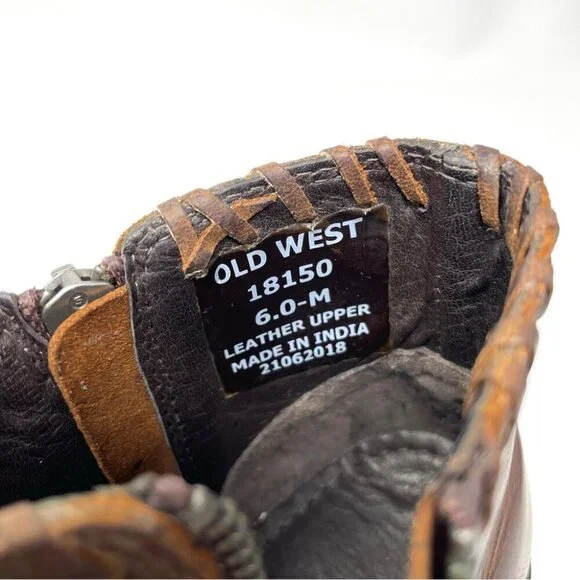 OLD WEST
18150
6.0-M
LEATHER UPPER
MADE IN INDIA
21062018